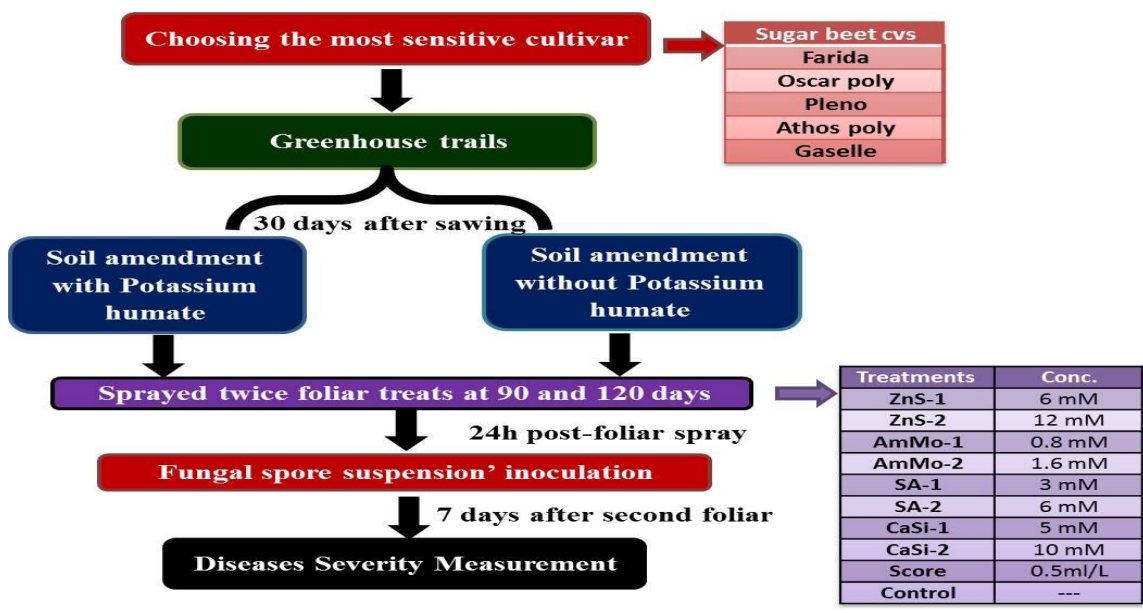 Choosing the most sensitive cultivar
Sugar beet cvs
Farida
Oscar poly
Pleno
Athos poly
Gaselle
Greenhouse trails
30 days after sawing
Soil amendment
with Potassium
humate
Soil amendment
without Potassium
humate
Sprayed twice foliar treats at 90 and 120 days
24h post-foliar spray
Fungal spore suspension’ inoculation
7 days after second foliar
Diseases Severity Measurement
Treatments Conc.
ZnS-1 6 mM
ZnS-2 12 mM
AmMo-1 0.8 mM
AmMo-2 1.6 mM
SA-1 3 mM
SA-2 6 mM
CaSi-1 5 mM
CaSi-2 10 mM
Score 0.5ml/L
Control ---